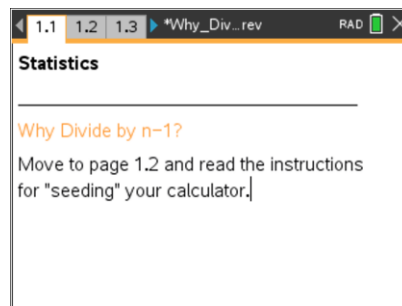 1.1 1.2 1.3 *Why_Div…rev RAD
Statistics
Why Divide by n−1?
Move to page 1.2 and read the instructions
for "seeding" your calculator.